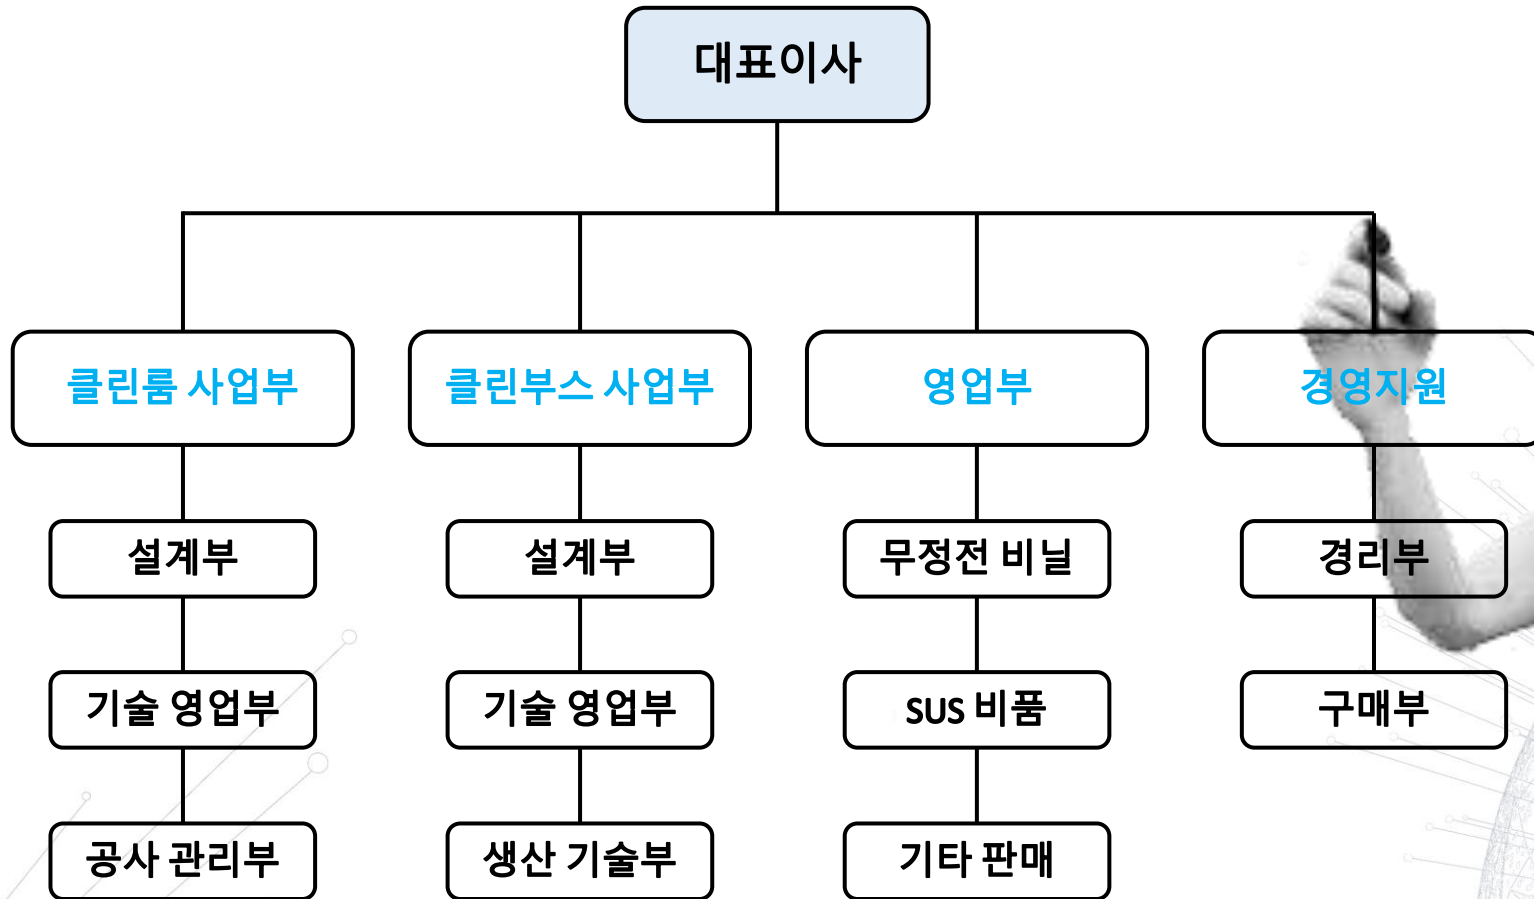 대표이사
클린룸 사업부
클린부스 사업부
영업부
경영지원
설계부
설계부
무정전 비닐
경리부
기술 영업부
기술 영업부
SUS 비품
구매부
공사 관리부
생산 기술부
기타 판매